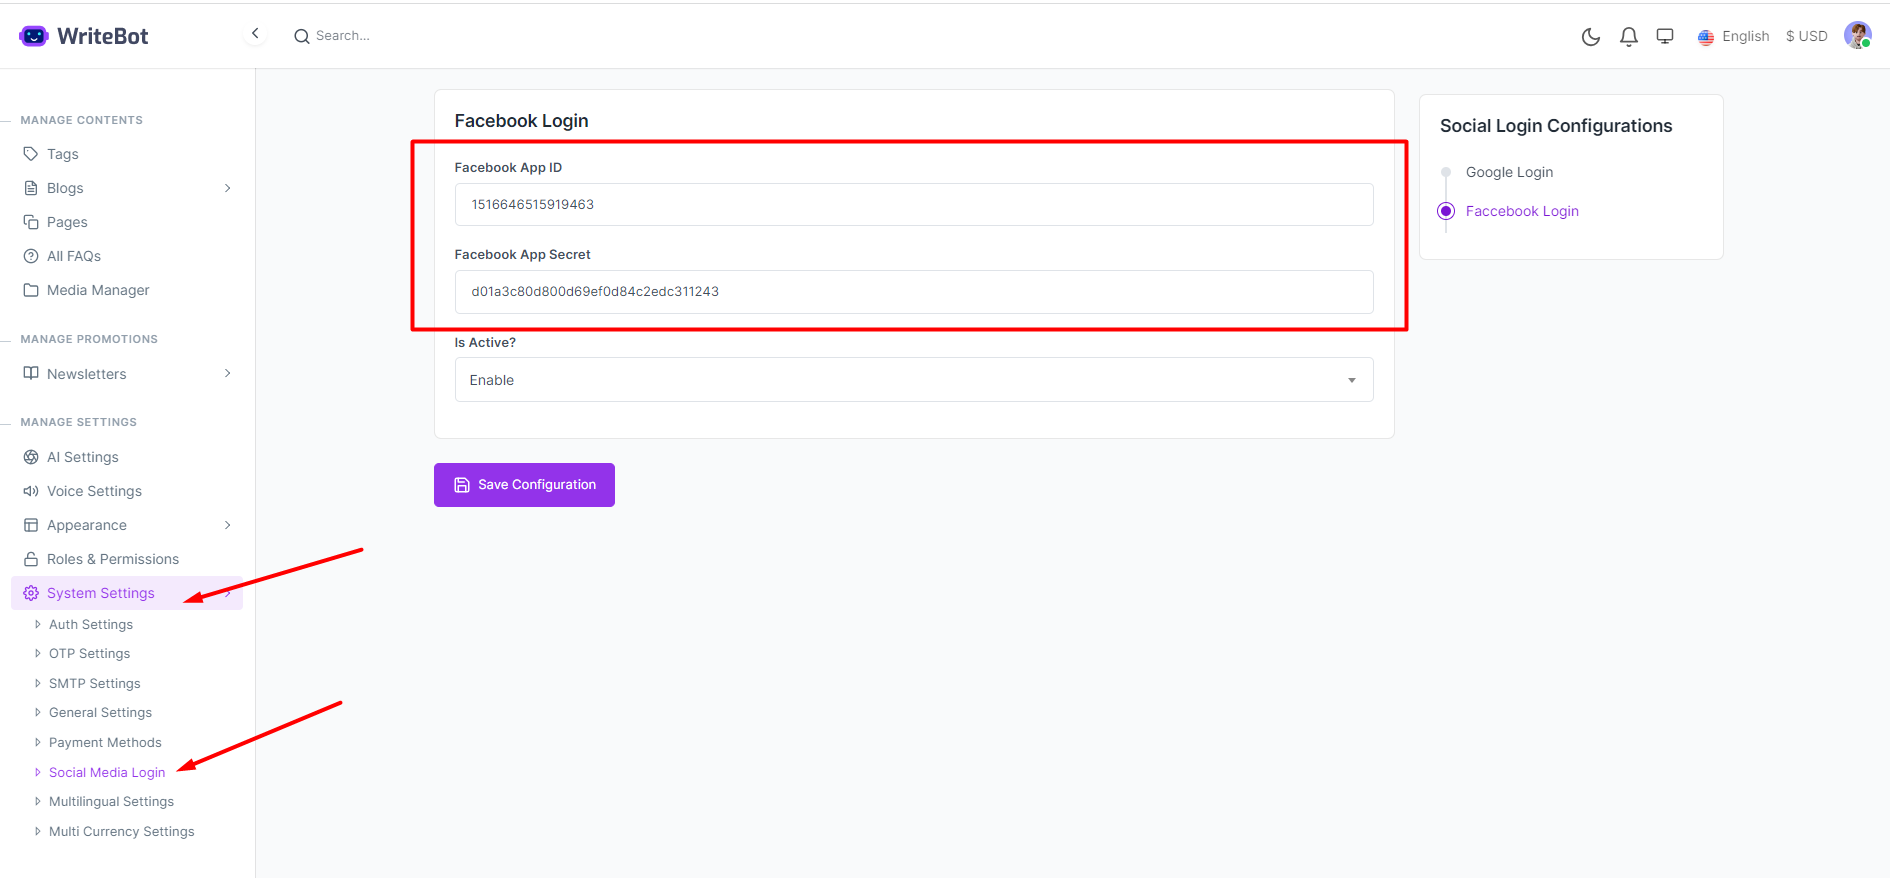 WriteBot
Search...
English
$ USD
MANAGE CONTENTS
Tags
Blogs
Pages
All FAQs
Media Manager
MANAGE PROMOTIONS
Newsletters
MANAGE SETTINGS
AI Settings
Voice Settings
Appearance
Roles & Permissions
System Settings
Auth Settings
OTP Settings
SMTP Settings
General Settings
Payment Methods
Social Media Login
Multilingual Settings
Multi Currency Settings
Facebook Login
Facebook App ID
1516646515919463
Facebook App Secret
d01a3c80d800d69ef0d84c2edc311243
Is Active?
Enable
Save Configuration
Social Login Configurations
Google Login
Faccebook Login